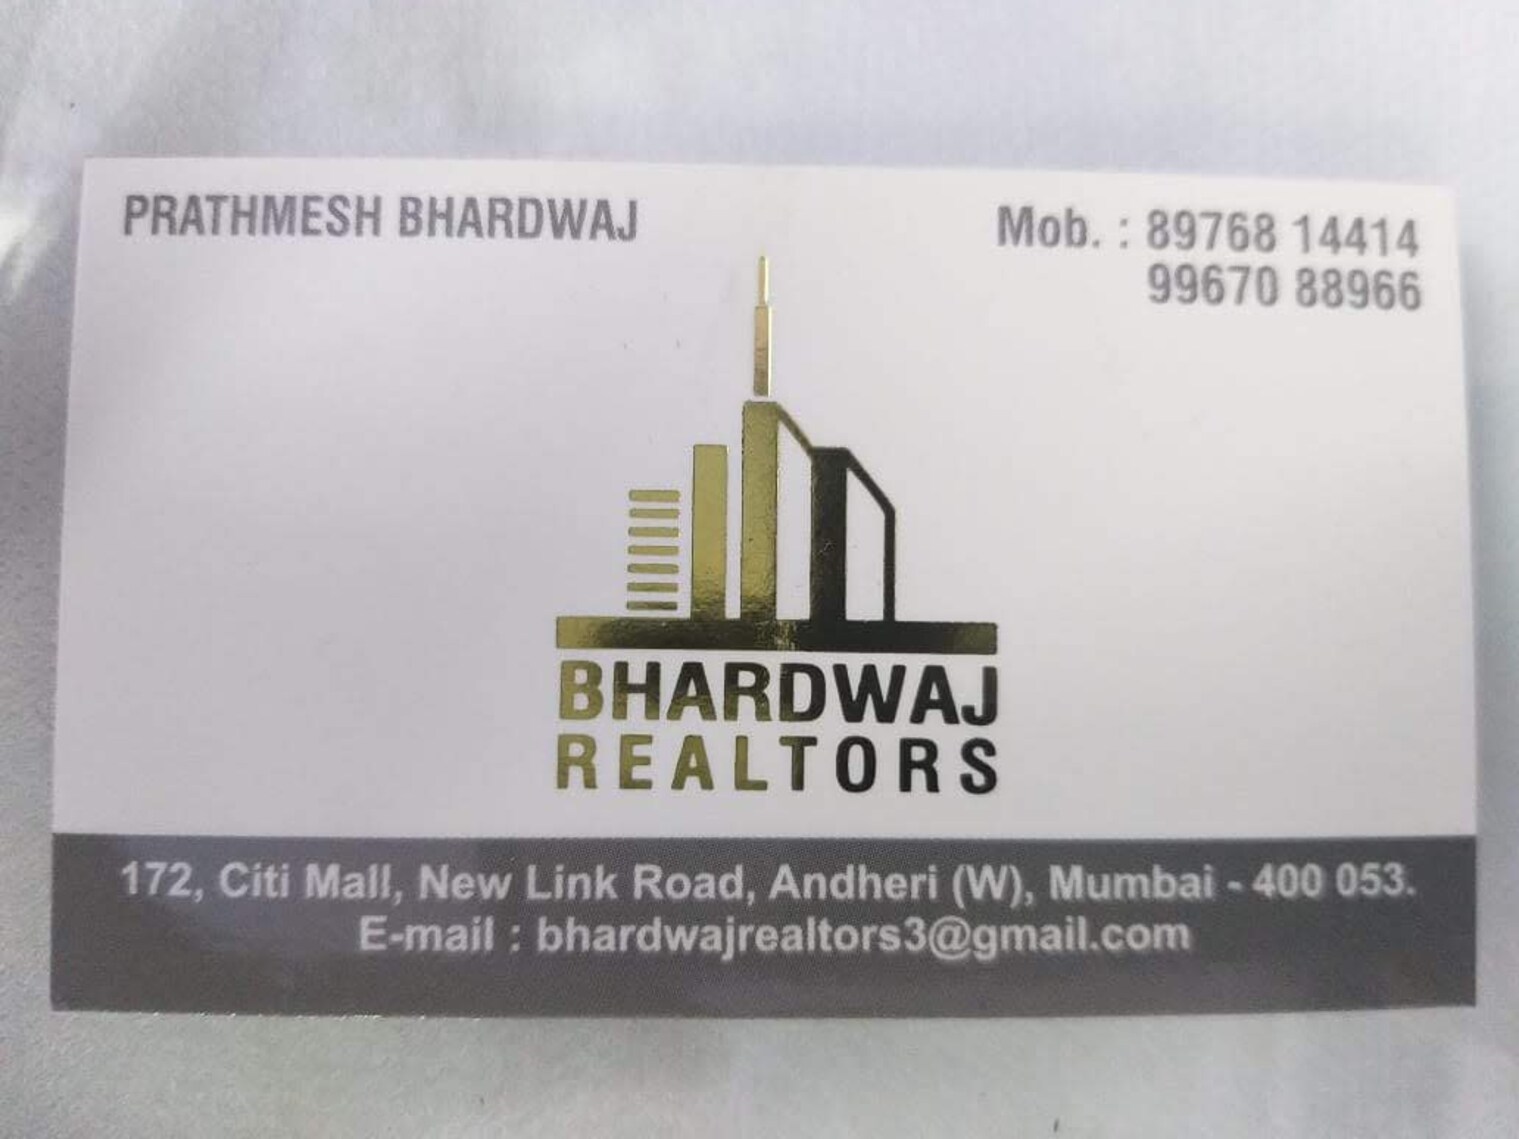 PRATHMESH BHARDWAJ
Mob. : 89768 14414
99670 88966
BHARDWAJ
REALTORS
172, Citi Mall, New Link Road, Andheri (W), Mumbai - 400 053.
E-mail : bhardwajrealtors3@gmail.com